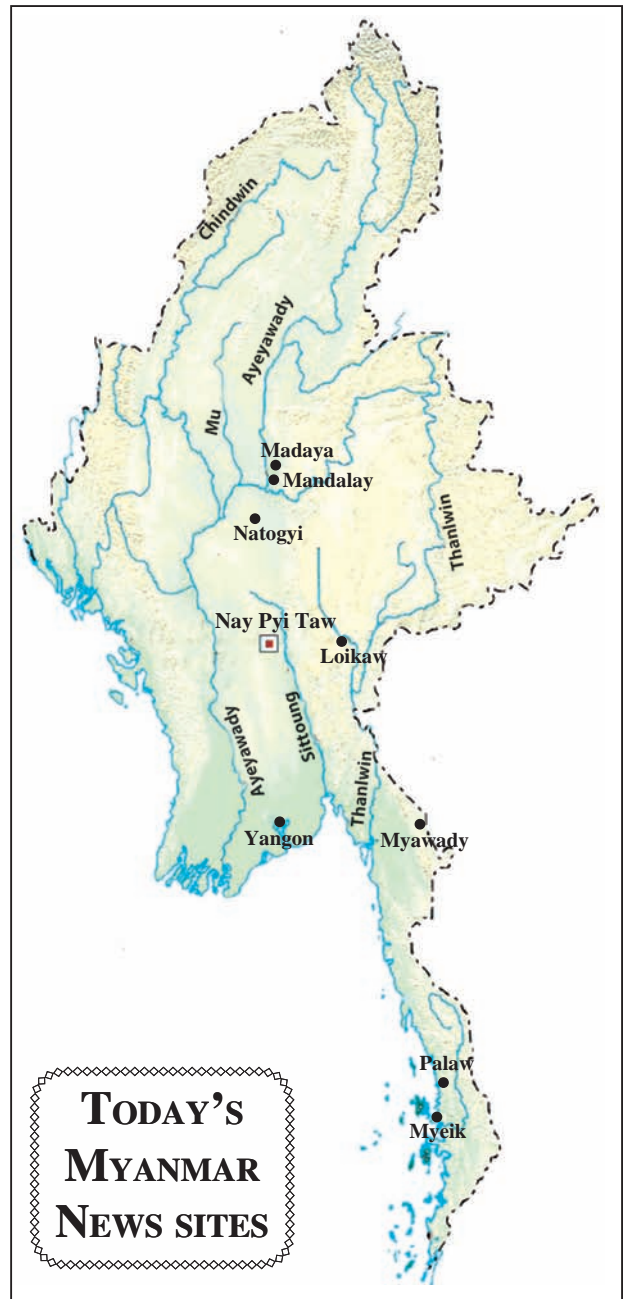 Chindwin
Ayeyawady
Mu
Madaya
Mandalay
Natogyi
Thanlwin
Nay Pyi Taw
Loikaw
Ayeyawady
Sittoung
Thanlwin
Yangon
Myawady
Palaw
Myeik
TODAY'S
MYANMAR
NEWS SITES